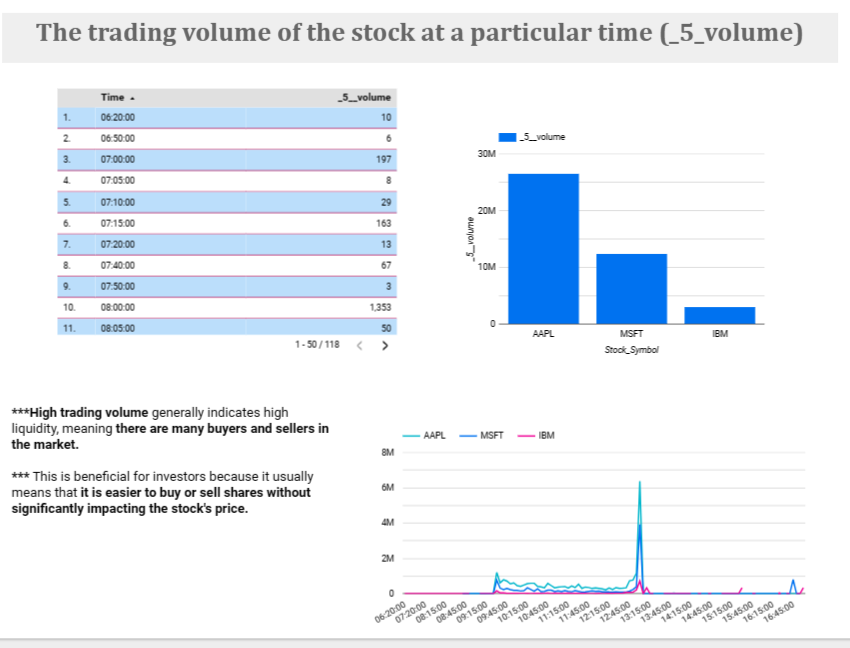 The trading volume of the stock at a particular time (_5_volume)
Time _5__volume
1. 06:20:00 10
2. 06:50:00 6
3. 07:00:00 197
4. 07:05:00 8
5. 07:10:00 29
6. 07:15:00 163
7. 07:20:00 13
8. 07:40:00 67
9. 07:50:00 3
10. 08:00:00 1,353
11. 08:05:00 50
1 - 50 / 118
_5__volume
30M
20M
10M
0
_5__volume
AAPL MSFT IBM
Stock_Symbol
***High trading volume generally indicates high
liquidity, meaning there are many buyers and sellers in
the market.
*** This is beneficial for investors because it usually
means that it is easier to buy or sell shares without
significantly impacting the stock's price.
AAPL MSFT IBM
8M
6M
4M
2M
0
06:20:00 07:20:00 08:15:00 08:45:00 09:15:00 09:45:00 10:15:00 10:45:00 11:15:00 11:45:00 12:15:00 12:45:00 13:15:00 13:45:00 14:15:00 14:45:00 15:15:00 15:45:00 16:15:00 16:45:00